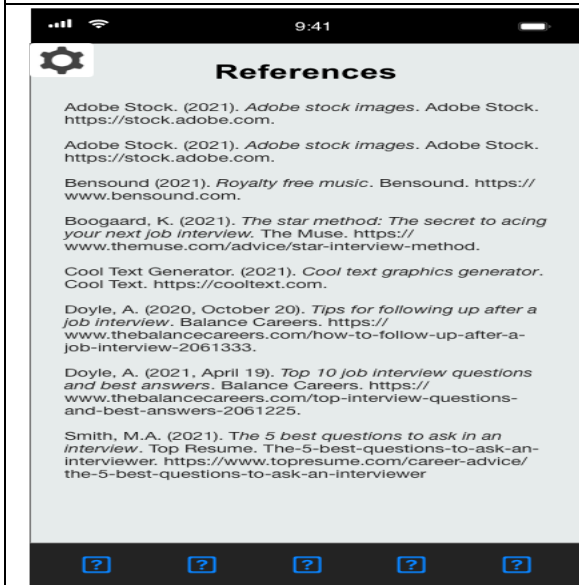 9:41
References
Adobe Stock. (2021). Adobe stock images. Adobe Stock.
https://stock.adobe.com.
Adobe Stock. (2021). Adobe stock images. Adobe Stock.
https://stock.adobe.com.
Bensound (2021). Royalty free music. Bensound. https://
www.bensound.com.
Boogaard, K. (2021). The star method: The secret to acing
your next job interview. The Muse. https://
www.themuse.com/advice/star-interview-method.
Cool Text Generator. (2021). Cool text graphics generator.
Cool Text. https://cooltext.com.
Doyle, A. (2020, October 20). Tips for following up after a
job interview. Balance Careers. https://
www.thebalancecareers.com/how-to-follow-up-after-a-
job-interview-2061333.
Doyle, A. (2021, April 19). Top 10 job interview questions
and best answers. Balance Careers. https://
www.thebalancecareers.com/top-interview-questions-
and-best-answers-2061225.
Smith, M.A. (2021). The 5 best questions to ask in an
interview. Top Resume. The-5-best-questions-to-ask-an-
interviewer. https://www.topresume.com/career-advice/
the-5-best-questions-to-ask-an-interviewer
? ? ? ? ?